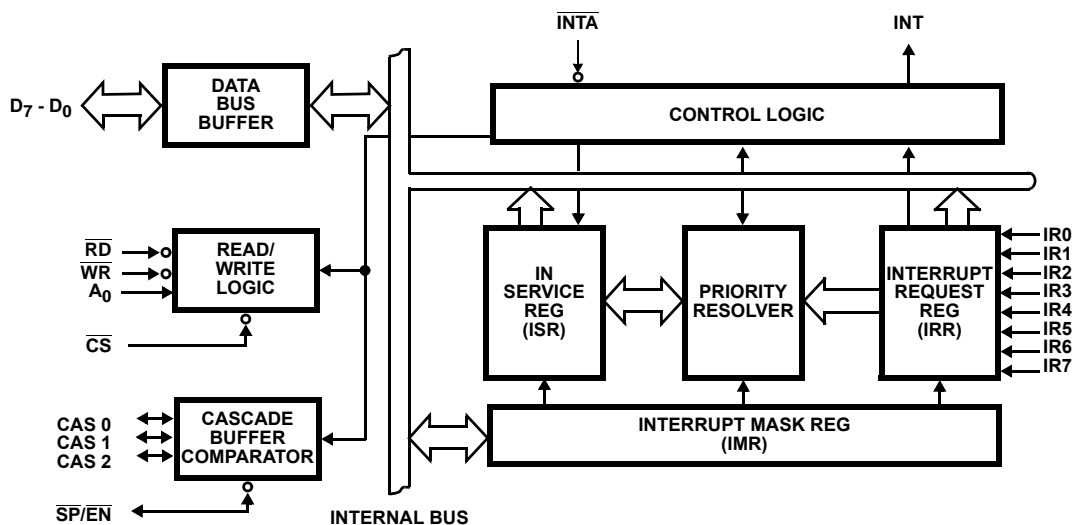 INTA
INT
DATA
BUS
BUFFER
D7 - D0
CONTROL LOGIC
RD
WR
A0
READ/
WRITE
LOGIC
CS
IN
SERVICE
REG
(ISR)
PRIORITY
RESOLVER
INTERRUPT
REQUEST
REG
(IRR)
IR0
IR1
IR2
IR3
IR4
IR5
IR6
IR7
CAS 0
CAS 1
CAS 2
CASCADE
BUFFER
COMPARATOR
INTERRUPT MASK REG
(IMR)
SP/EN
INTERNAL BUS